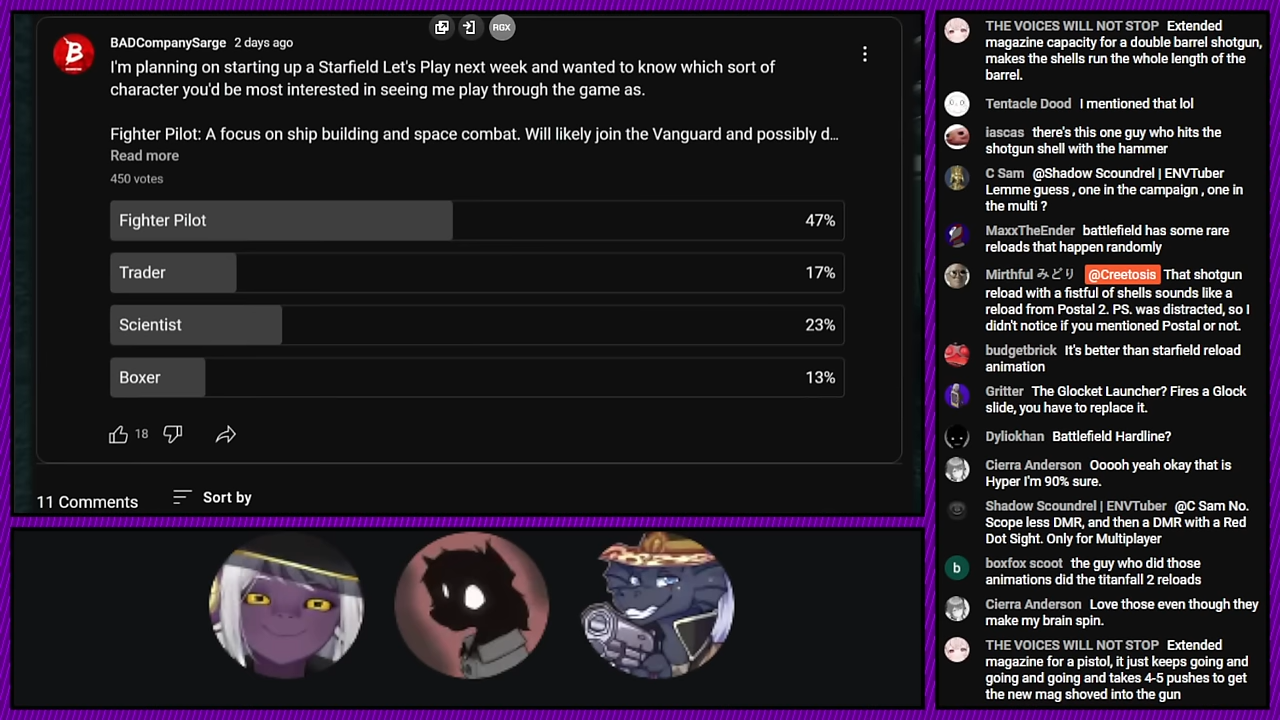 RGX
B
BADCompanySarge 2 days ago
I'm planning on starting up a Starfield Let's Play next week and wanted to know which sort of
character you'd be most interested in seeing me play through the game as.
Fighter Pilot: A focus on ship building and space combat. Will likely join the Vanguard and possibly d...
Read more
450 votes
Fighter Pilot 47%
Trader 17%
Scientist 23%
Boxer 13%
18
11 Comments Sort by
THE VOICES WILL NOT STOP Extended
magazine capacity for a double barrel shotgun,
makes the shells run the whole length of the
barrel.
Tentacle Dood I mentioned that lol
iascas there's this one guy who hits the
shotgun shell with the hammer
C Sam @Shadow Scoundrel | ENVTuber
Lemme guess , one in the campaign , one in
the multi ?
MaxxTheEnder battlefield has some rare
reloads that happen randomly
Mirthful みどり @Creetosis That shotgun
reload with a fistful of shells sounds like a
reload from Postal 2. PS. was distracted, so I
didn't notice if you mentioned Postal or not.
budgetbrick It's better than starfield reload
animation
Gritter The Glocket Launcher? Fires a Glock
slide, you have to replace it.
Dyliokhan Battlefield Hardline?
Cierra Anderson Ooooh yeah okay that is
Hyper I'm 90% sure.
Shadow Scoundrel | ENVTuber @C Sam No.
Scope less DMR, and then a DMR with a Red
Dot Sight. Only for Multiplayer
b
boxfox scoot the guy who did those
animations did the titanfall 2 reloads
Cierra Anderson Love those even though they
make my brain spin.
THE VOICES WILL NOT STOP Extended
magazine for a pistol, it just keeps going and
going and going and takes 4-5 pushes to get
the new mag shoved into the gun